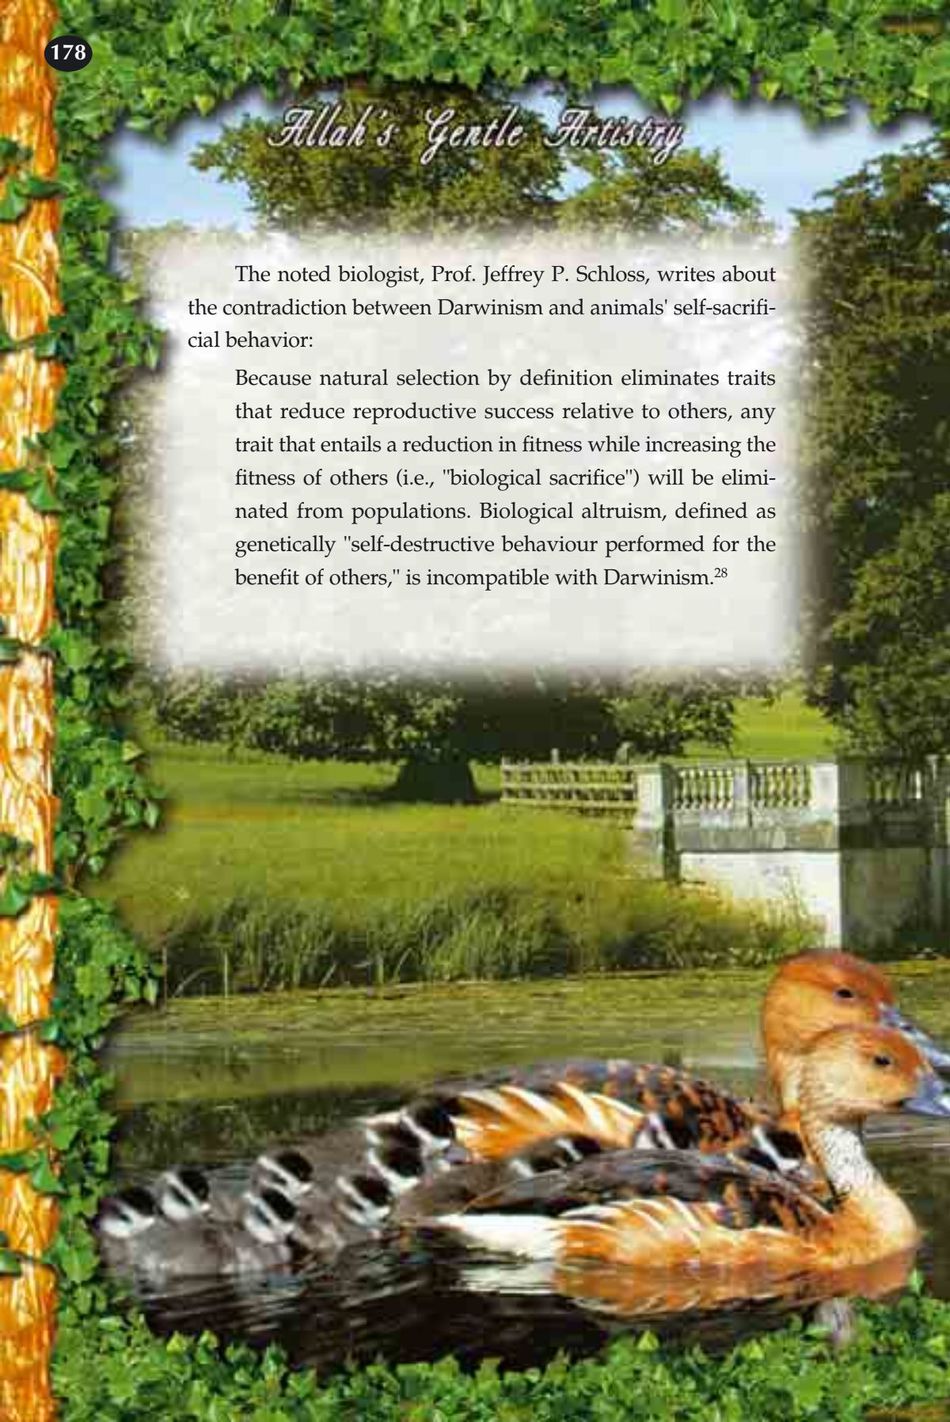 178
Allah's Gentle Artistry
The noted biologist, Prof. Jeffrey P. Schloss, writes about
the contradiction between Darwinism and animals' self-sacrifi-
cial behavior:
Because natural selection by definition eliminates traits
that reduce reproductive success relative to others, any
trait that entails a reduction in fitness while increasing the
fitness of others (i.e., "biological sacrifice") will be elimi-
nated from populations. Biological altruism, defined as
genetically "self-destructive behaviour performed for the
benefit of others," is incompatible with Darwinism.28